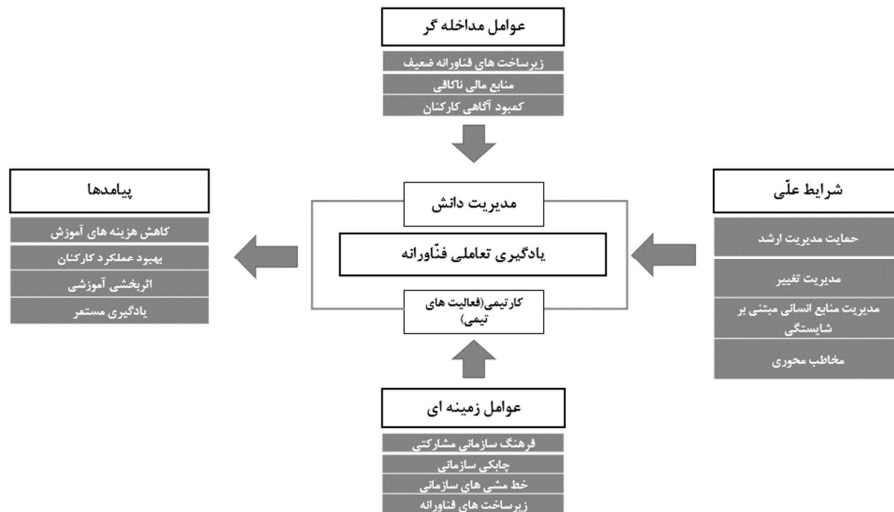 عوامل مداخله گر
زیرساخت های فناورانه ضعیف
منابع مالی ناکافی
کمبود آگاهی کارکنان
شرایط علّی
حمایت مدیریت ارشد
مدیریت تغییر
مدیریت منابع انسانی مبتنی بر
شایستگی
مخاطب محوری
مدیریت دانش
یادگیری تعاملی فنّاورانه
کارتیمی(فعالیت های
تیمی)
پیامدها
کاهش هزینه های آموزش
بهبود عملکرد کارکنان
اثربخشی آموزشی
یادگیری مستمر
عوامل زمینه ای
فرهنگ سازمانی مشارکتی
چابکی سازمانی
خط مشی های سازمانی
زیرساخت های فناورانه